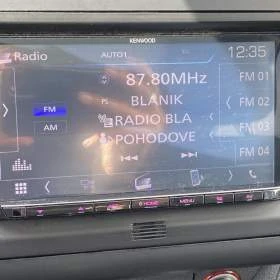 KENWOOD
Radio AUTO1 12:35
87.80MHz FM 01
PS BLANIK FM 02
FM RADIO BLA FM 03
AM POHODOVE
FM 04
HOME MENU